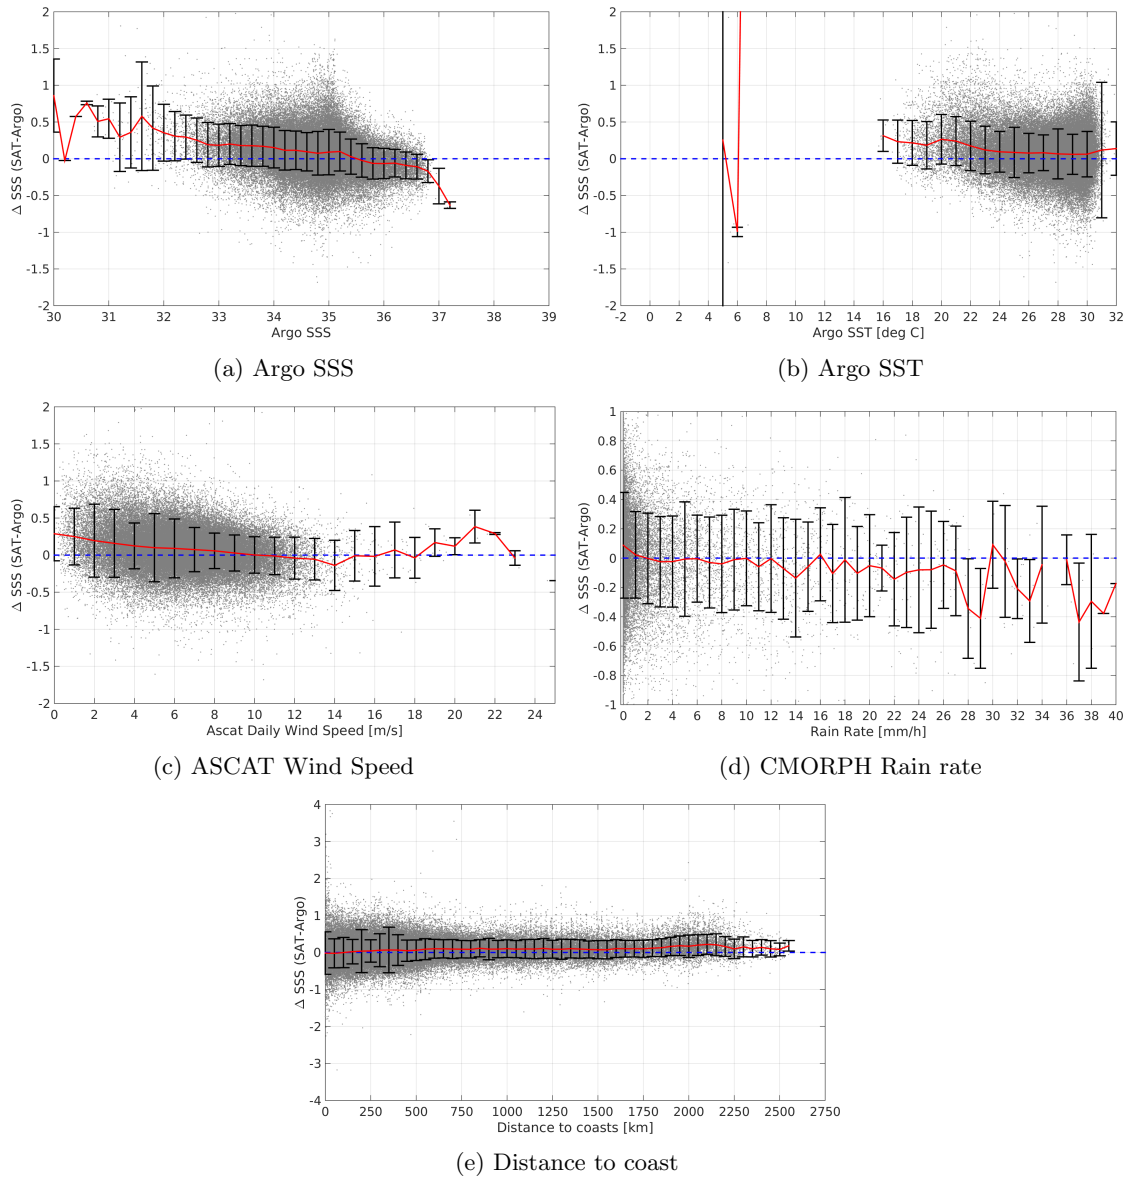 2
1.5
1
0.5
0
-0.5
-1
-1.5
-2
Δ SSS (SAT-Argo)
30 31 32 33 34 35 36 37 38 39
Argo SSS
(a) Argo SSS
2
1.5
1
0.5
0
-0.5
-1
-1.5
-2
Δ SSS (SAT-Argo)
-2 0 2 4 6 8 10 12 14 16 18 20 22 24 26 28 30 32
Argo SST [deg C]
(b) Argo SST
2
1.5
1
0.5
0
-0.5
-1
-1.5
-2
Δ SSS (SAT-Argo)
0 2 4 6 8 10 12 14 16 18 20 22 24
Ascat Daily Wind Speed [m/s]
(c) ASCAT Wind Speed
1
0.8
0.6
0.4
0.2
0
-0.2
-0.4
-0.6
-0.8
-1
Δ SSS (SAT-Argo)
0 2 4 6 8 10 12 14 16 18 20 22 24 26 28 30 32 34 36 38 40
Rain Rate [mm/h]
(d) CMORPH Rain rate
4
3
2
1
0
-1
-2
-3
-4
Δ SSS (SAT-Argo)
0 250 500 750 1000 1250 1500 1750 2000 2250 2500 2750
Distance to coasts [km]
(e) Distance to coast